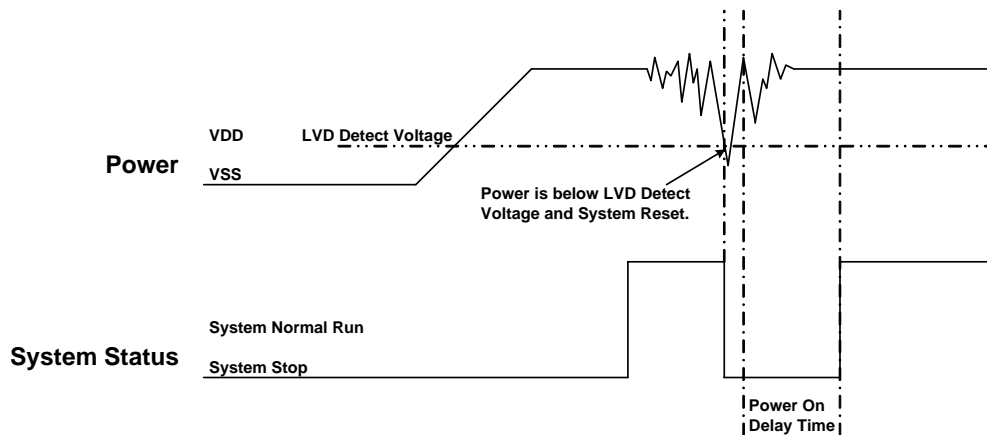 VDD
LVD Detect Voltage
Power
VSS
Power is below LVD Detect
Voltage and System Reset.
System Normal Run
System Status
System Stop
Power On
Delay Time